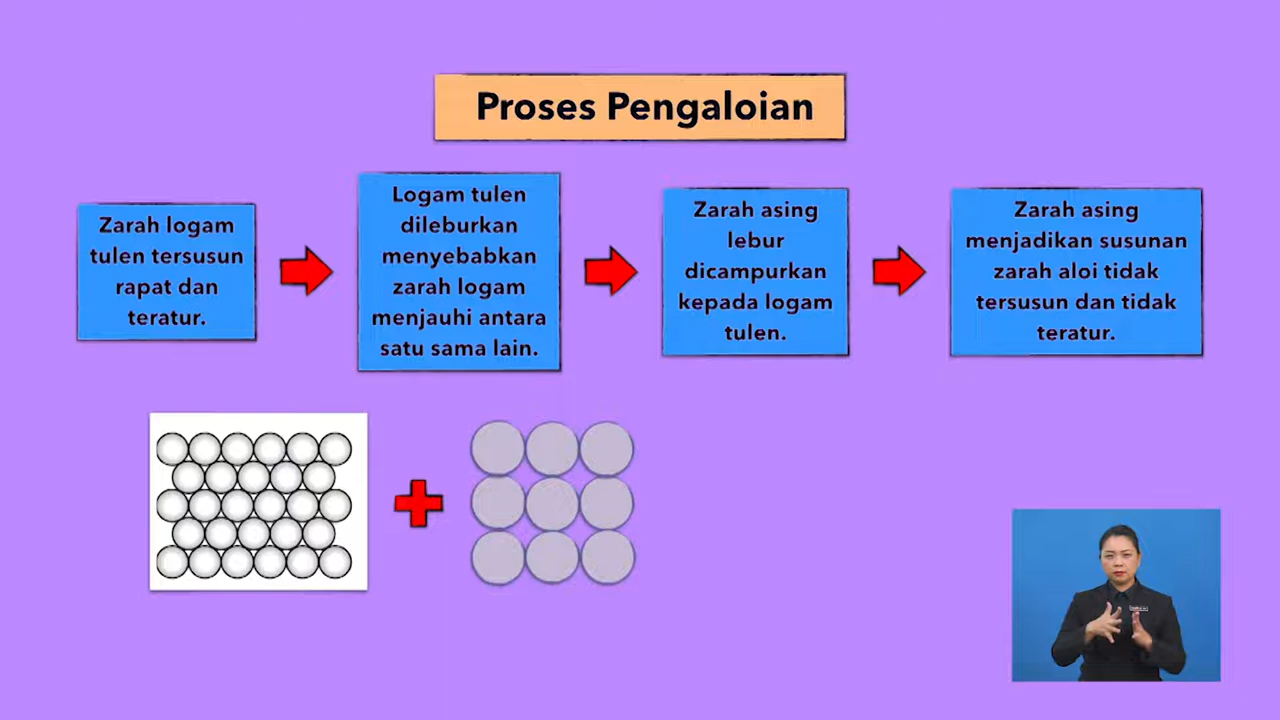 Proses Pengaloian
Zarah logam
tulen tersusun
rapat dan
teratur.
Logam tulen
dileburkan
menyebabkan
zarah logam
menjauhi antara
satu sama lain.
Zarah asing
lebur
dicampurkan
kepada logam
tulen.
Zarah asing
menjadikan susunan
zarah aloi tidak
tersusun dan tidak
teratur.